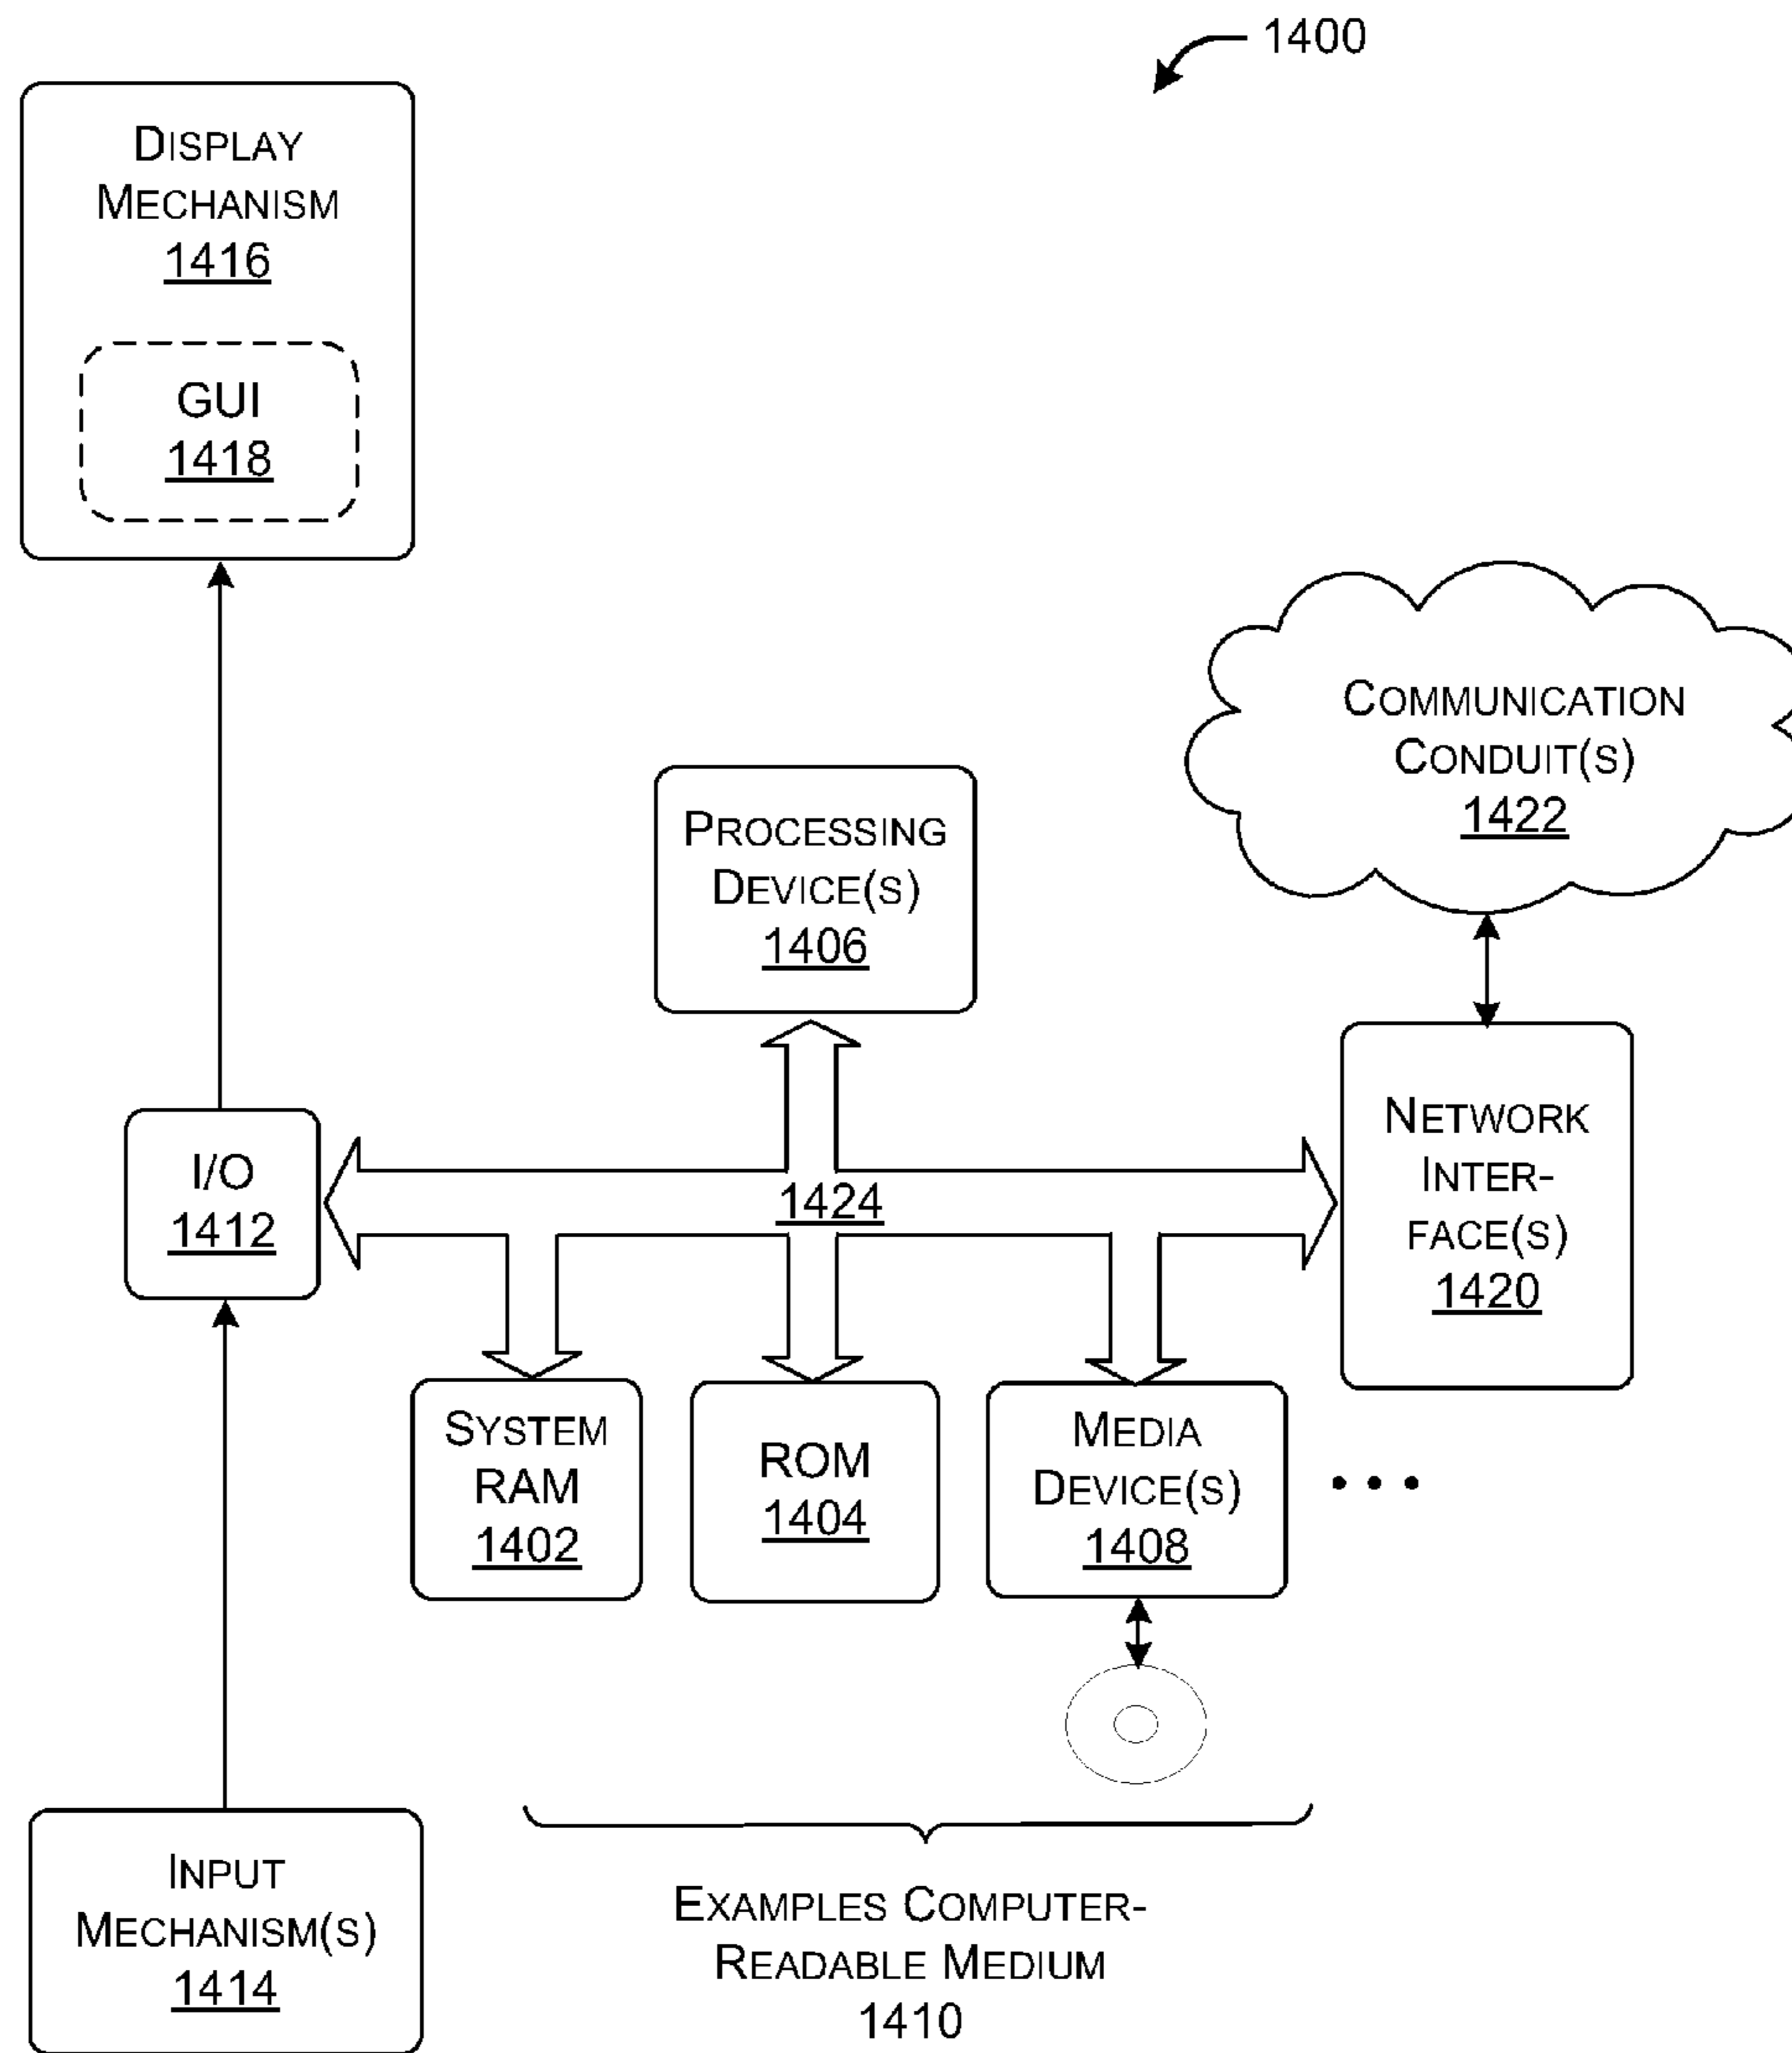 1400
DISPLAY
MECHANISM
1416
GUI
1418
COMMUNICATION
CONDUIT(S)
1422
PROCESSING
DEVICE(S)
1406
I/O
1412
1424
NETWORK
INTER-
FACE(S)
1420
SYSTEM
RAM
1402
ROM
1404
MEDIA
DEVICE(S)
1408
• • •
INPUT
MECHANISM(S)
1414
EXAMPLES COMPUTER-
READABLE MEDIUM
1410